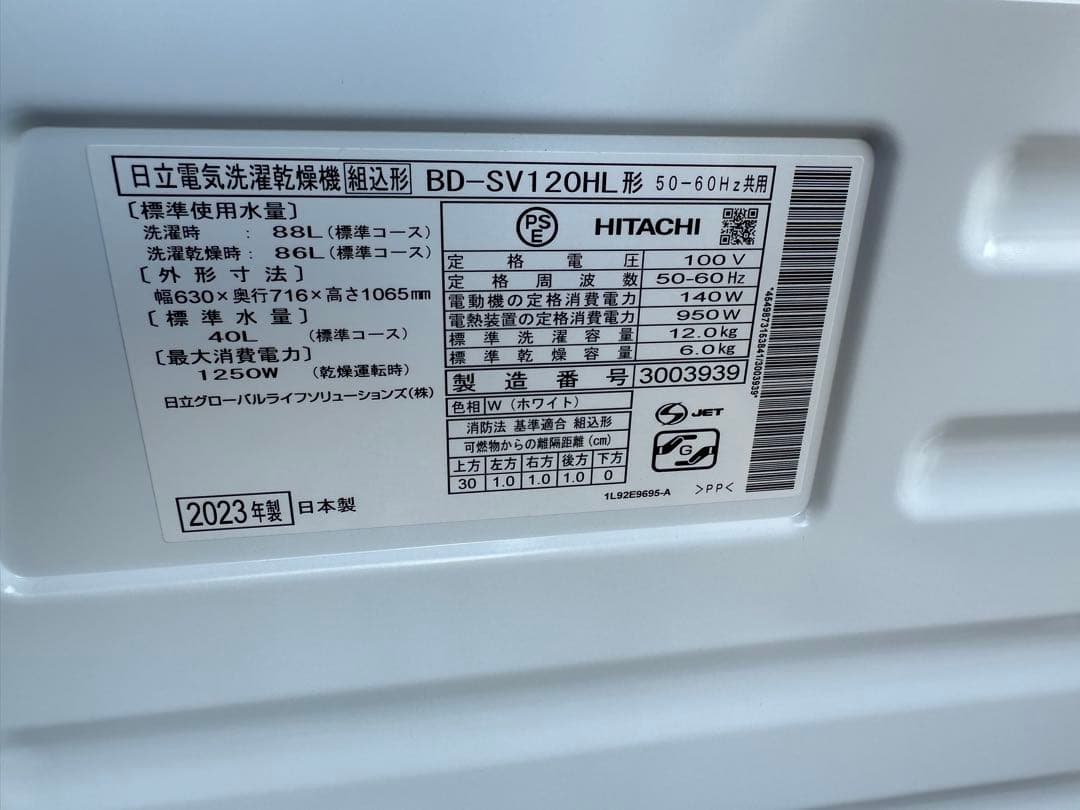 日立電気洗濯乾燥機 組込形 BD-SV120HL形 50-60Hz共用
〔標準使用水量〕
洗濯時 : 88L(標準コース)
洗濯乾燥時: 86L(標準コース)
〔外形寸法〕
幅630×奥行716×高さ1065mm
〔標準水量〕
40L (標準コース)
〔最大消費電力〕
1250W (乾燥運転時)
日立グローバルライフソリューションズ(株)
2023年製 日本製
PSE HITACHI
定格電圧 100V
定格周波数 50-60Hz
電動機の定格消費電力 140W
電熱装置の定格消費電力 950W
標準洗濯容量 12.0kg
標準乾燥容量 6.0kg
製造番号 3003939
色相 W(ホワイト)
消防法 基準適合 組込形
可燃物からの離隔距離(cm)
上方 左方 右方 後方 下方
30 1.0 1.0 1.0 0
S JET
G
1L92E9695-A >PP<
*4549873163841/3003939*